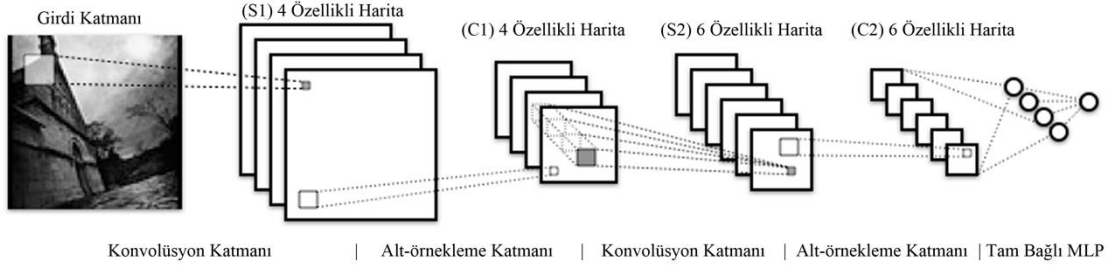 Girdi Katmanı
(S1) 4 Özellikli Harita
(C1) 4 Özellikli Harita
(S2) 6 Özellikli Harita
(C2) 6 Özellikli Harita
Konvolüsyon Katmanı | Alt-örnekleme Katmanı | Konvolüsyon Katmanı | Alt-örnekleme Katmanı | Tam Bağlı MLP